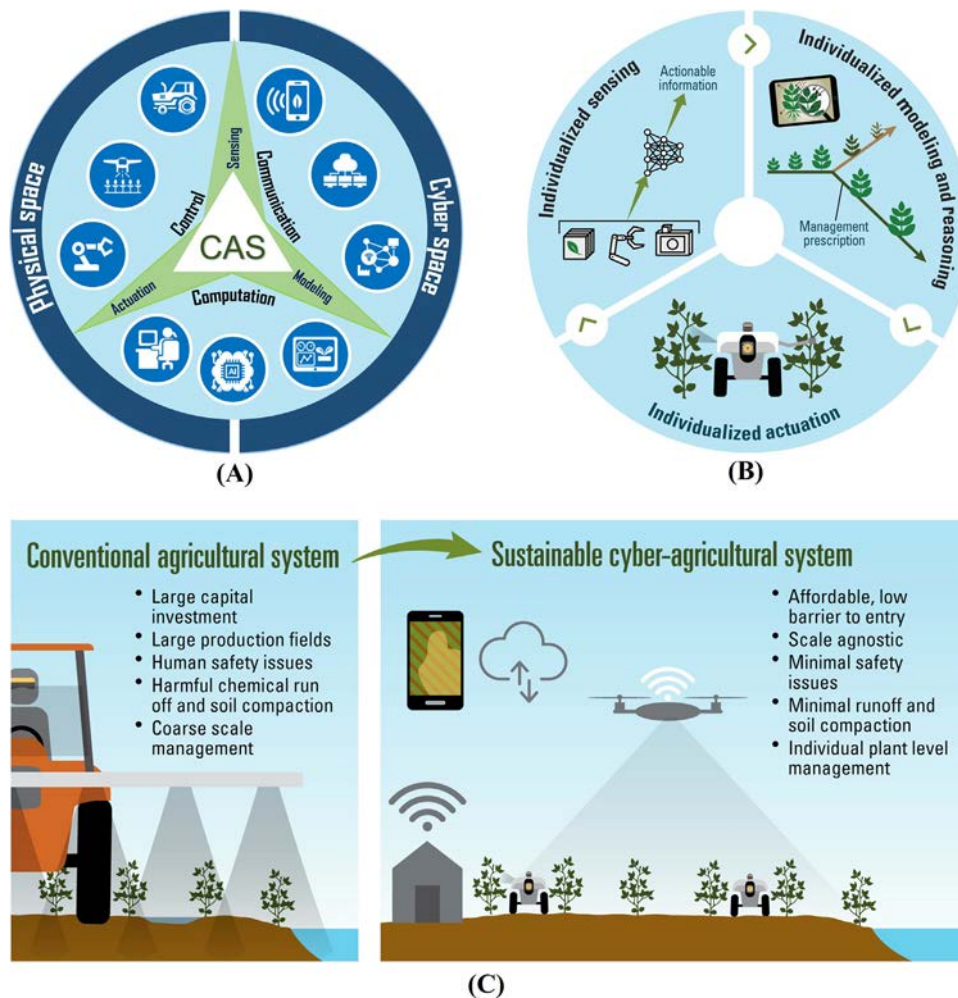 Physical space
Cyber space
Sensing
Control
Communication
CAS
Actuation
Modeling
Computation
AI
(A)
Individualized sensing
Actionable
information
Individualized modeling and reasoning
Management
prescription
Individualized actuation
(B)
Conventional agricultural system
• Large capital
investment
• Large production fields
• Human safety issues
• Harmful chemical run
off and soil compaction
• Coarse scale
management
Sustainable cyber-agricultural system
• Affordable, low
barrier to entry
• Scale agnostic
• Minimal safety
issues
• Minimal runoff and
soil compaction
• Individual plant level
management
(C)